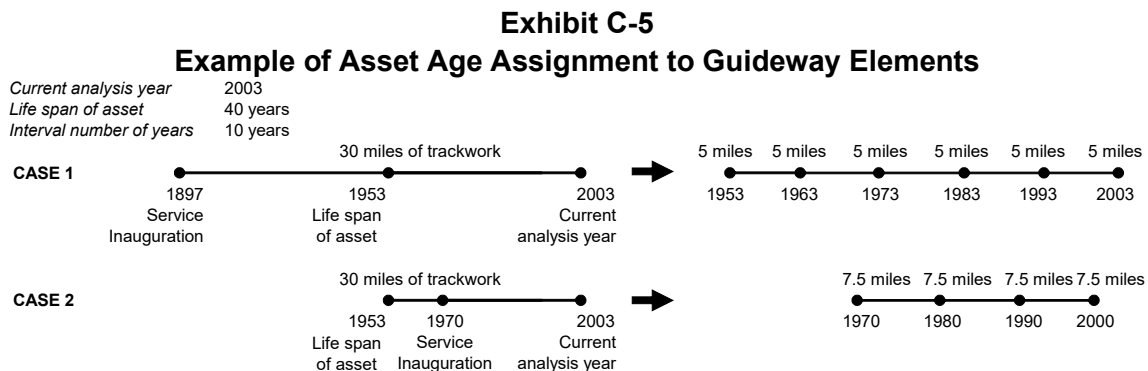 Exhibit C-5
Example of Asset Age Assignment to Guideway Elements
Current analysis year 2003
Life span of asset 40 years
Interval number of years 10 years
30 miles of trackwork 5 miles 5 miles 5 miles 5 miles 5 miles 5 miles
CASE 1
1897 1953 2003 1953 1963 1973 1983 1993 2003
Service Life span Current
Inauguration of asset analysis year
30 miles of trackwork 7.5 miles 7.5 miles 7.5 miles 7.5 miles
CASE 2
1953 1970 2003 1970 1980 1990 2000
Life span Service Current
of asset Inauguration analysis year